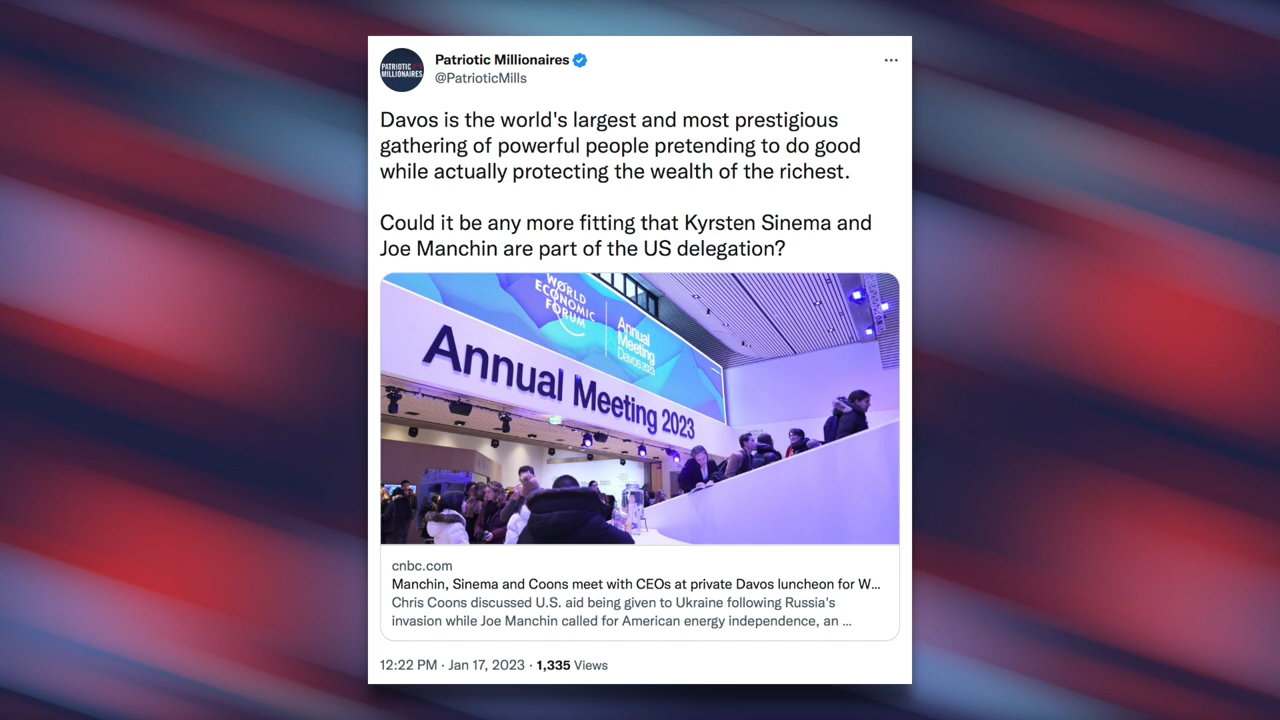 PATRIOTIC
MILLIONAIRES
Patriotic Millionaires
@PatrioticMills
Davos is the world's largest and most prestigious
gathering of powerful people pretending to do good
while actually protecting the wealth of the richest.
Could it be any more fitting that Kyrsten Sinema and
Joe Manchin are part of the US delegation?
WORLD
ECONOMIC
FORUM
Annual
Meeting
Davos 2023
Annual Meeting 2023
cnbc.com
Manchin, Sinema and Coons meet with CEOs at private Davos luncheon for W...
Chris Coons discussed U.S. aid being given to Ukraine following Russia's
invasion while Joe Manchin called for American energy independence, an ...
12:22 PM · Jan 17, 2023 · 1,335 Views